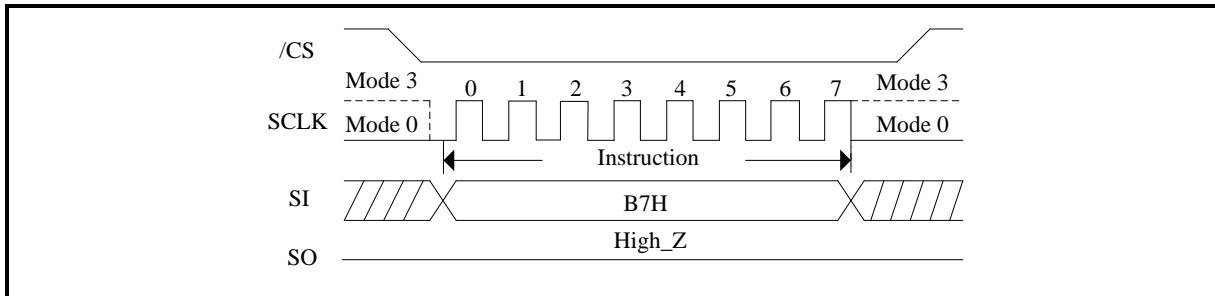 /CS
Mode 3 0 1 2 3 4 5 6 7 Mode 3
SCLK Mode 0 Mode 0
Instruction
SI B7H
High_Z
SO